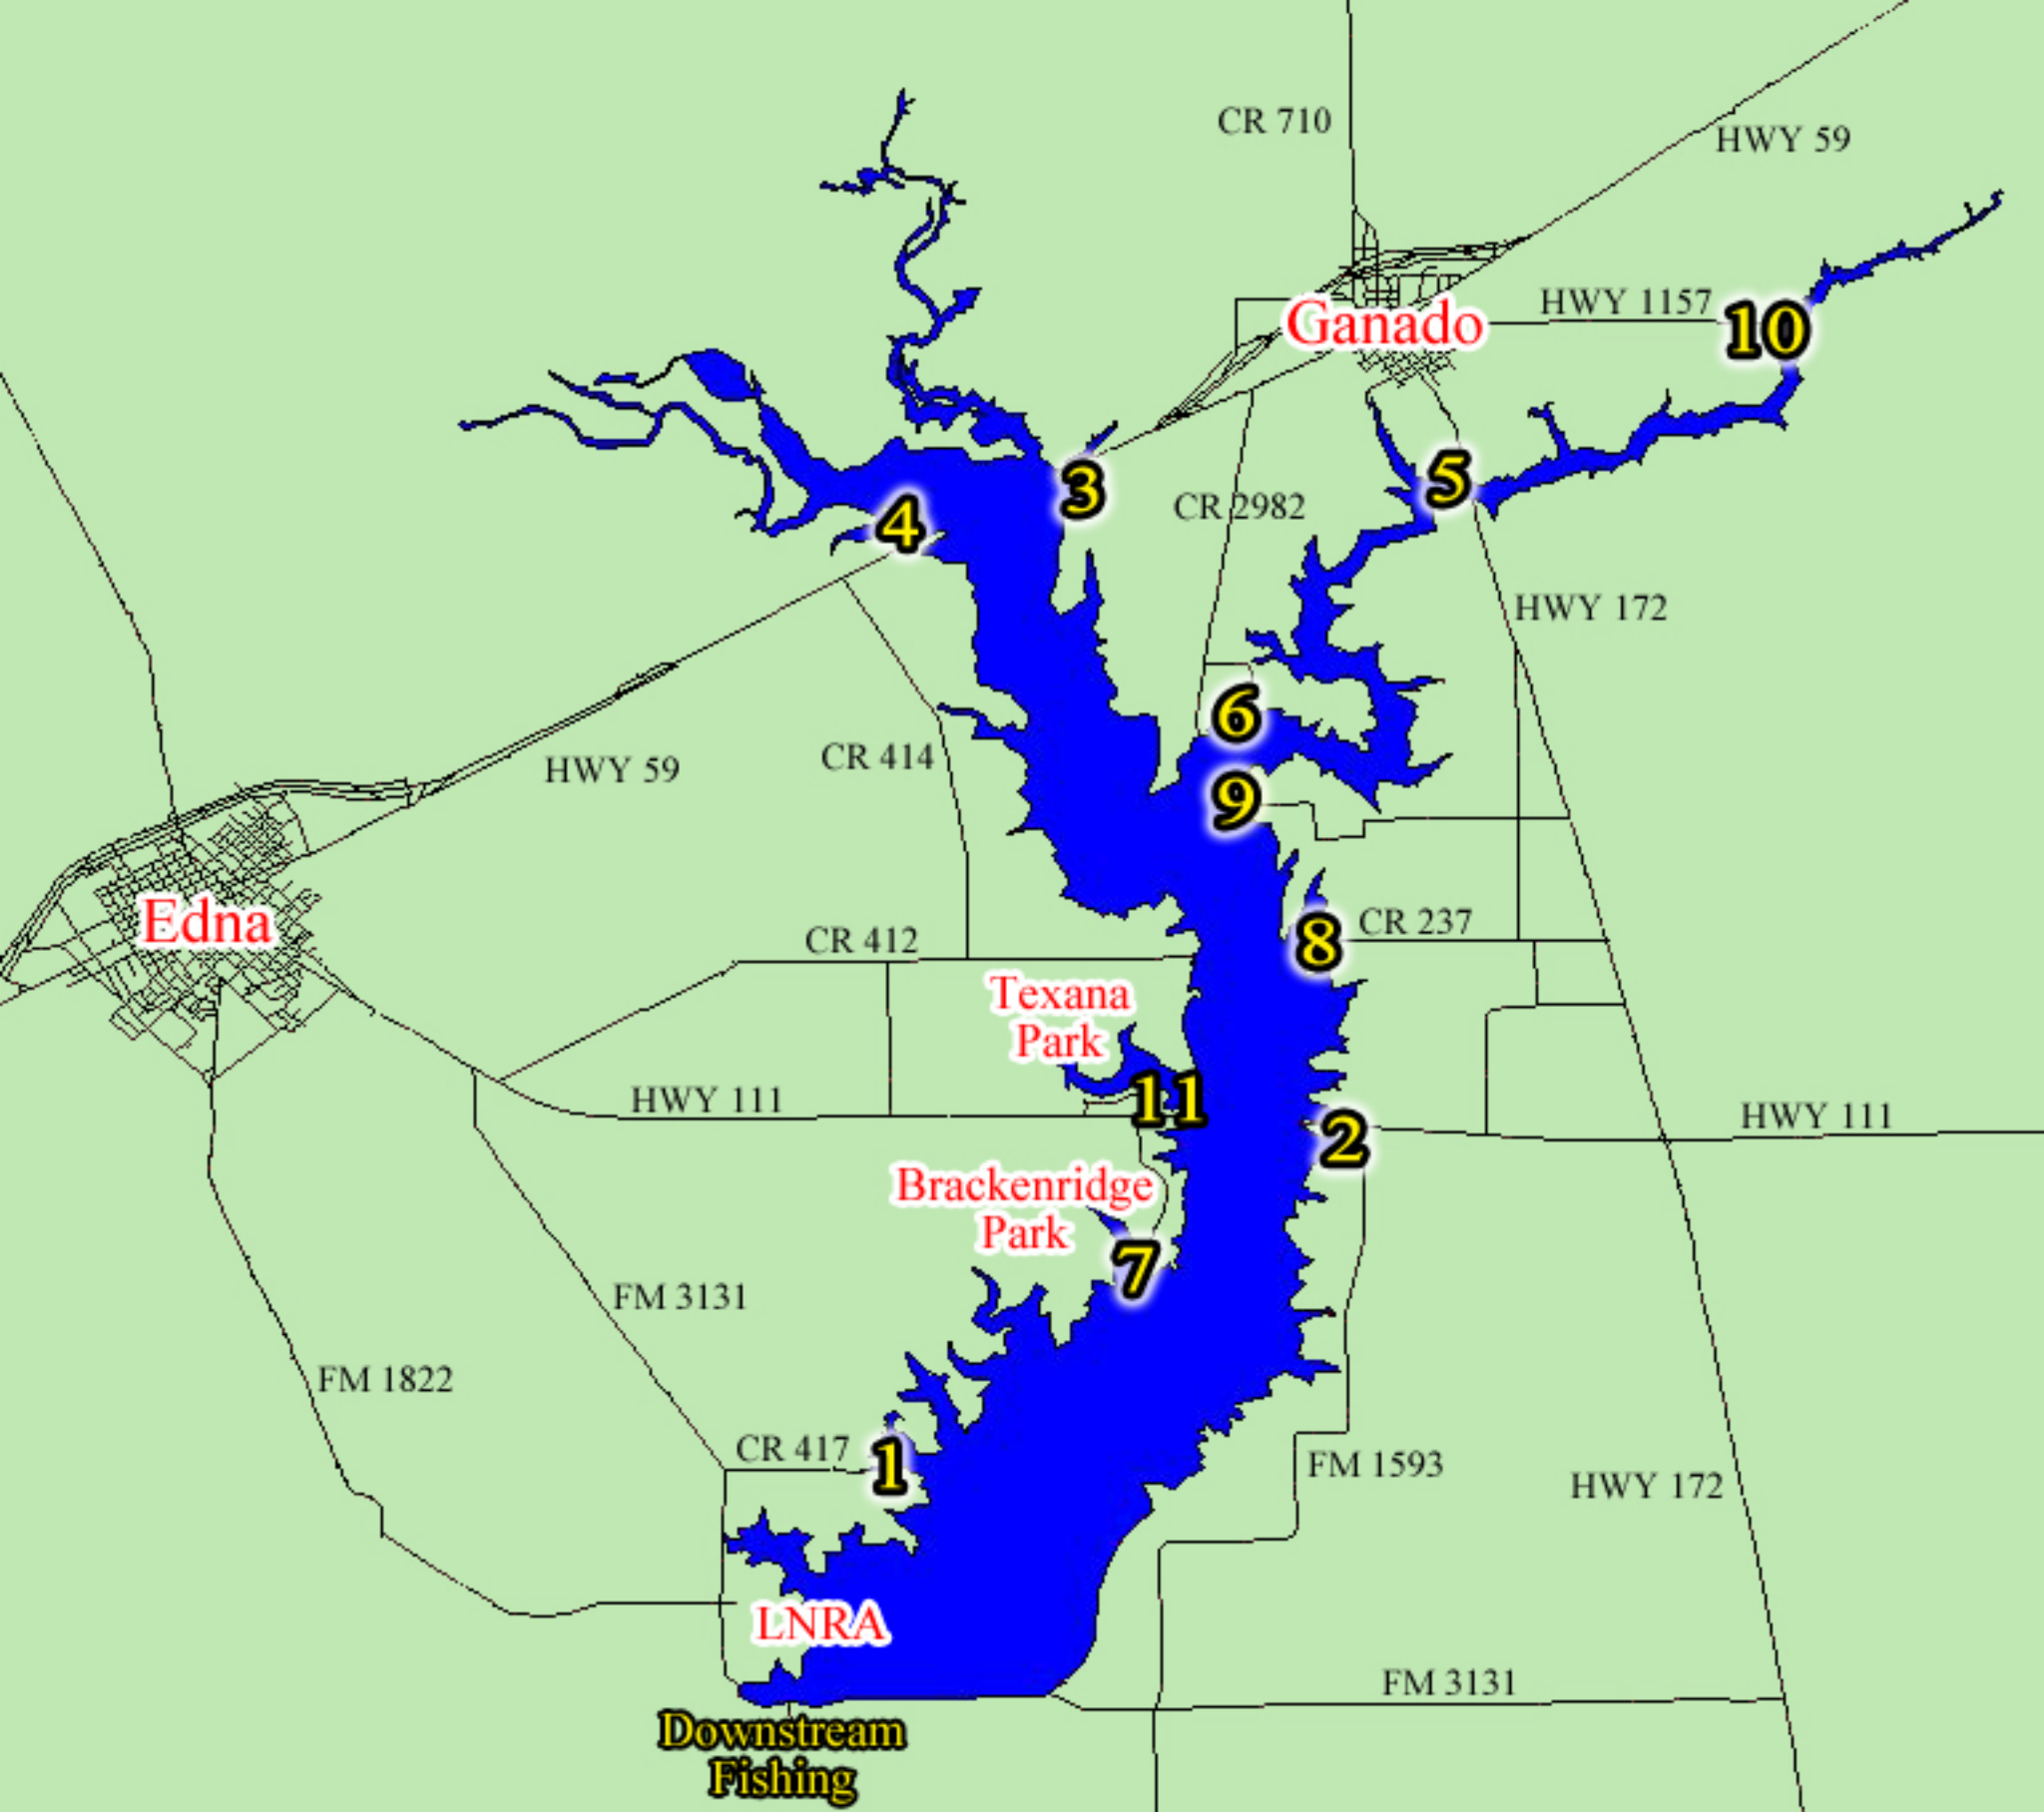 CR 710
HWY 59
HWY 1157
10
Ganado
3
5
CR 2982
4
HWY 172
6
HWY 59
CR 414
9
Edna
CR 412
8
CR 237
Texana
Park
HWY 111
11
2
HWY 111
Brackenridge
Park
7
FM 3131
FM 1822
CR 417
1
FM 1593
HWY 172
LNRA
FM 3131
Downstream
Fishing